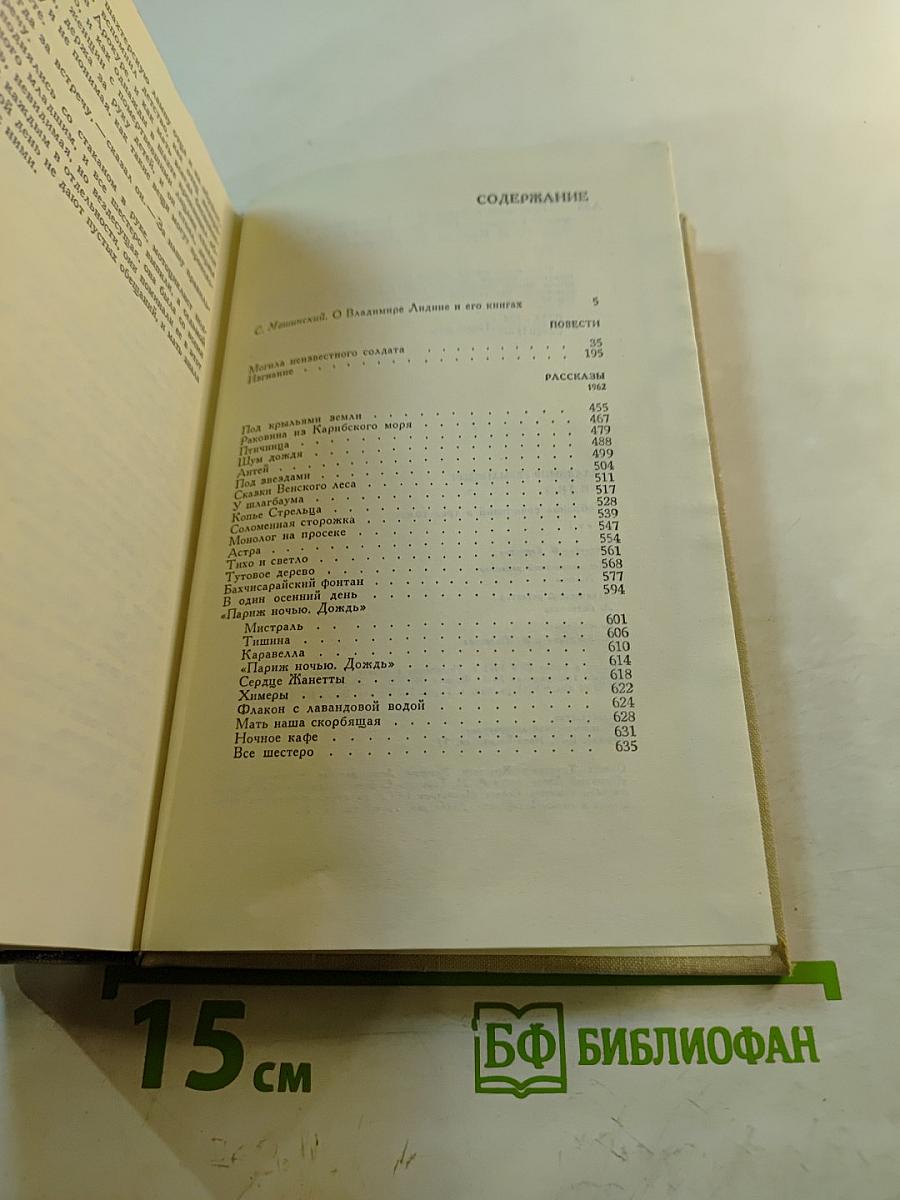 СОДЕРЖАНИЕ
С. Машинский. О Владимире Лидине и его книгах 5
ПОВЕСТИ
Могила неизвестного солдата . . . . . . . . . 35
Изгнание . . . . . . . . . . . . . . . 195
РАССКАЗЫ
1962
Под крыльями земли . . . . . . . . . . . 455
Раковина из Карибского моря . . . . . . . . 467
Птичница . . . . . . . . . . . . . . . 479
Шум дождя . . . . . . . . . . . . . . . 488
Антей . . . . . . . . . . . . . . . . 499
Под звездами . . . . . . . . . . . . . . 504
Сказки Венского леса . . . . . . . . . . . 511
У шлагбаума . . . . . . . . . . . . . . 517
Копье Стрельца . . . . . . . . . . . . . 528
Соломенная сторожка . . . . . . . . . . . 539
Монолог на просеке . . . . . . . . . . . 547
Астра . . . . . . . . . . . . . . . . 554
Тихо и светло . . . . . . . . . . . . . 561
Тутовое дерево . . . . . . . . . . . . . 568
Бахчисарайский фонтан . . . . . . . . . . 577
В один осенний день . . . . . . . . . . . 594
«Париж ночью. Дождь»
Мистраль . . . . . . . . . . . . . . 601
Тишина . . . . . . . . . . . . . . . 606
Каравелла . . . . . . . . . . . . . . 610
«Париж ночью. Дождь» . . . . . . . . . . 614
Сердце Жанетты . . . . . . . . . . . . 618
Химеры . . . . . . . . . . . . . . . 622
Флакон с лавандовой водой . . . . . . . . . 624
Мать наша скорбящая . . . . . . . . . . . 628
Ночное кафе . . . . . . . . . . . . . 631
Все шестеро . . . . . . . . . . . . . 635
15 см
БФ БИБЛИОФАН